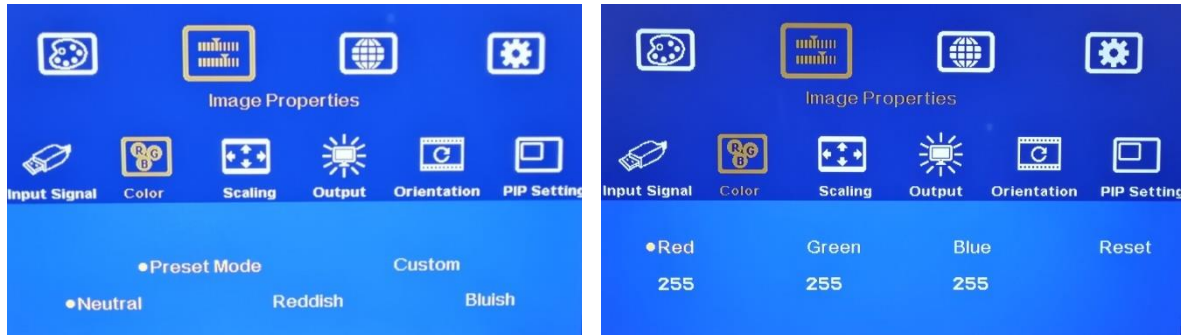 Image Properties
Input Signal Color Scaling Output Orientation PIP Setting
•Preset Mode Custom
•Neutral Reddish Bluish
Image Properties
R G B
Input Signal Color Scaling Output Orientation PIP Setting
•Red Green Blue Reset
255 255 255